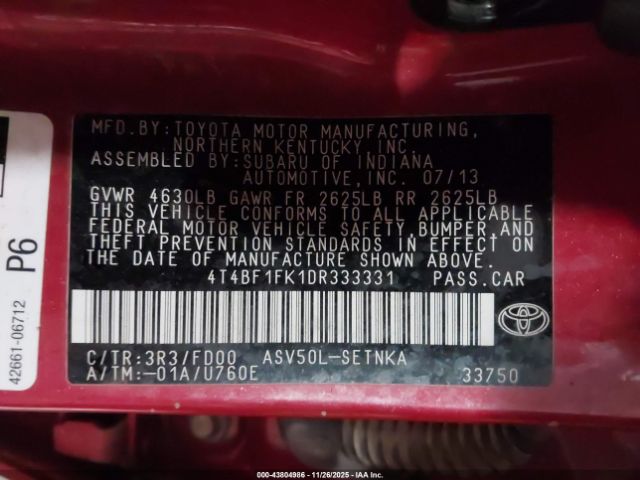 MFD.BY:TOYOTA MOTOR MANUFACTURING,
NORTHERN KENTUCKY,INC.
ASSEMBLED BY:SUBARU OF INDIANA
AUTOMOTIVE,INC. 07/13
GVWR 4630LB GAWR FR 2625LB RR 2625LB
THIS VEHICLE CONFORMS TO ALL APPLICABLE
FEDERAL MOTOR VEHICLE SAFETY,BUMPER,AND
THEFT PREVENTION STANDARDS IN EFFECT ON
THE DATE OF MANUFACTURE SHOWN ABOVE.
4T4BF1FK1DR333331 PASS.CAR
C/TR:3R3/FD00 ASV50L-SETNKA
A/TM:-01A/U760E 33750
TOYOTA
P6
42661-06712
000-43804986 | 11/26/2025 — IAA, Inc.